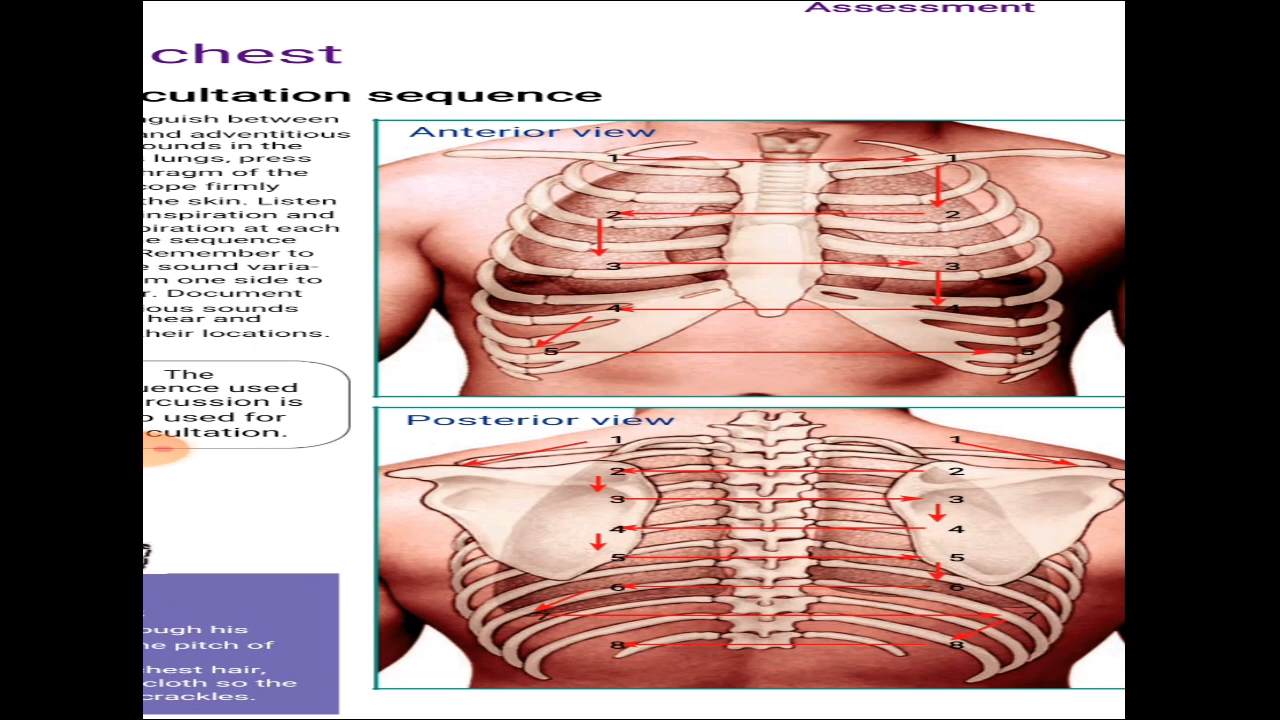 Assessment
chest
cultation sequence
guish between
and adventitious
ounds in the
lungs, press
hragm of the
cope firmly
the skin. Listen
inspiration and
piration at each
e sequence
Remember to
e sound varia-
m one side to
r. Document
ious sounds
hear and
their locations.
The
uence used
rcussion is
o used for
cultation.
ough his
he pitch of
chest hair,
cloth so the
crackles.
Anterior view
1 1
2 2
3 3
4 4
5 5
Posterior view
1 1
2 2
3 3
4 4
5 5
6 6
7 7
8 8